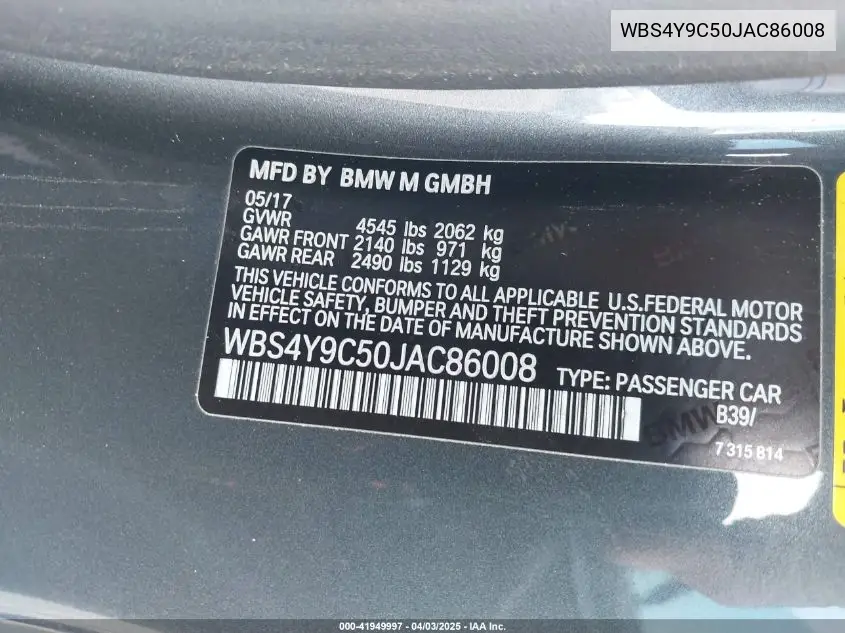 WBS4Y9C50JAC86008
MFD BY BMW M GMBH
05/17
GVWR 4545 lbs 2062 kg
GAWR FRONT 2140 lbs 971 kg
GAWR REAR 2490 lbs 1129 kg
THIS VEHICLE CONFORMS TO ALL APPLICABLE U.S.FEDERAL MOTOR
VEHICLE SAFETY, BUMPER AND THEFT PREVENTION STANDARDS
IN EFFECT ON THE DATE OF MANUFACTURE SHOWN ABOVE.
WBS4Y9C50JAC86008 TYPE: PASSENGER CAR
B39/
BMW
7 315 814
000-41949997 - 04/03/2025 - IAA Inc.